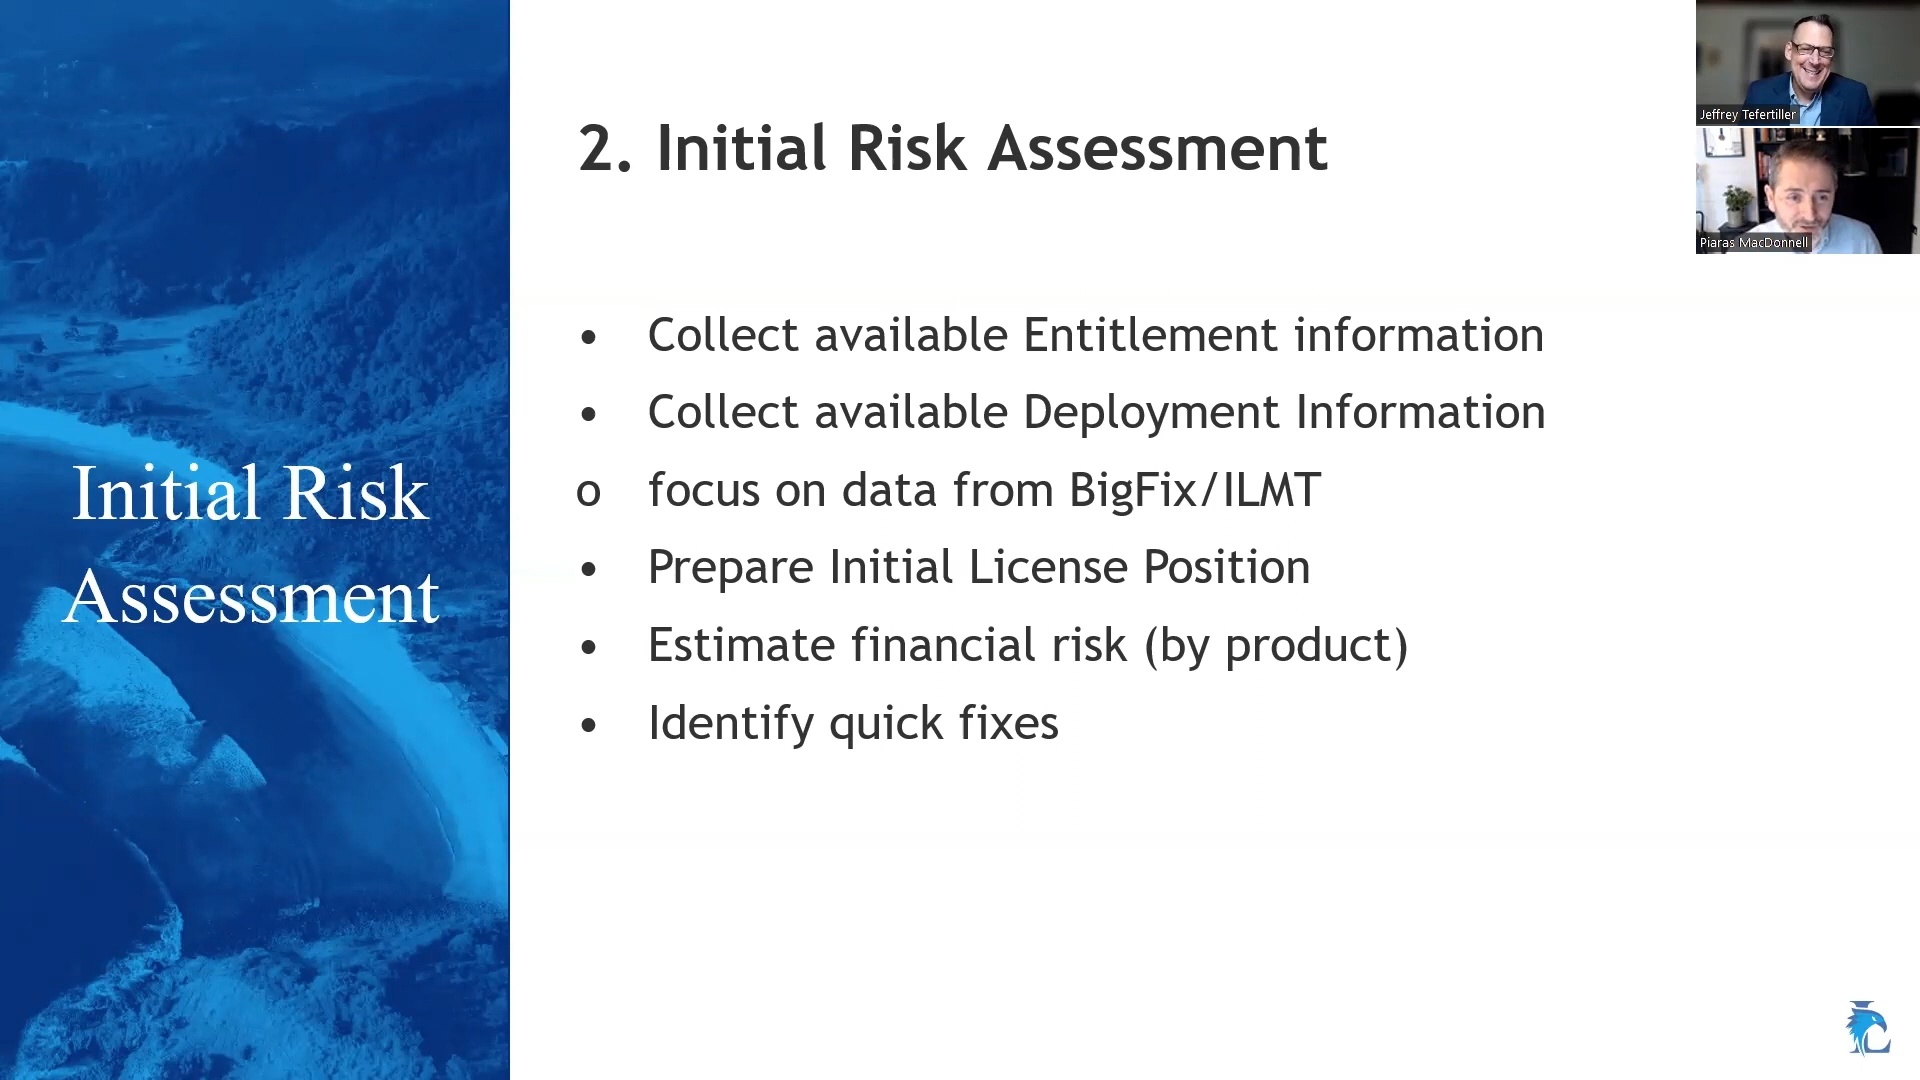 Initial Risk
Assessment
2. Initial Risk Assessment
• Collect available Entitlement information
• Collect available Deployment Information
o focus on data from BigFix/ILMT
• Prepare Initial License Position
• Estimate financial risk (by product)
• Identify quick fixes
Jeffrey Tefertiller
Piaras MacDonnell